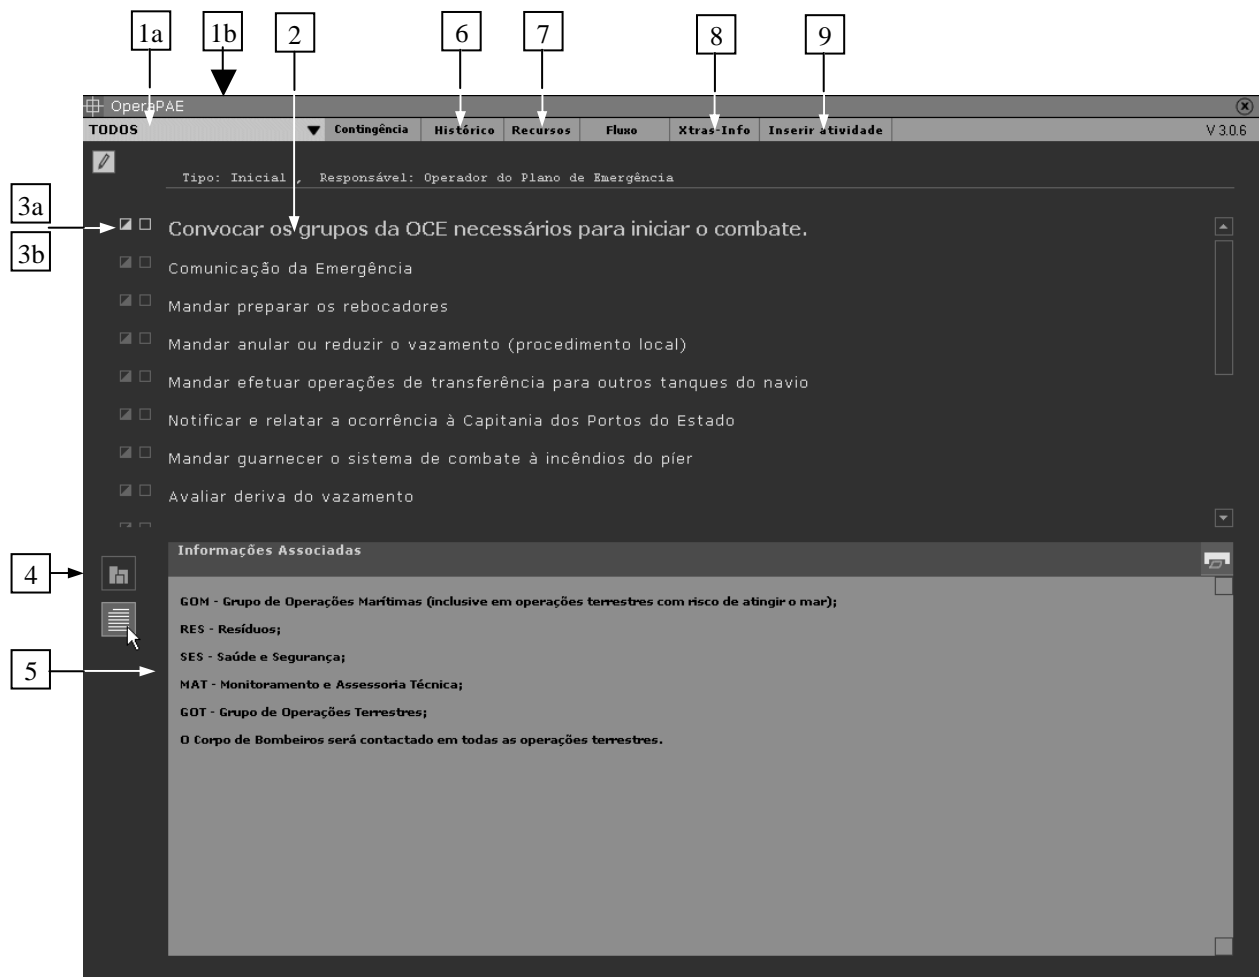 1a 1b 2 6 7 8 9
OperaPAE
TODOS Contingência Histórico Recursos Fluxo Xtras-Info Inserir atividade V 3.0.6
Tipo: Inicial , Responsável: Operador do Plano de Emergência
3a
Convocar os grupos da OCE necessários para iniciar o combate.
3b
Comunicação da Emergência
Mandar preparar os rebocadores
Mandar anular ou reduzir o vazamento (procedimento local)
Mandar efetuar operações de transferência para outros tanques do navio
Notificar e relatar a ocorrência à Capitania dos Portos do Estado
Mandar guarnecer o sistema de combate à incêndios do píer
Avaliar deriva do vazamento
Informações Associadas
4
GOM - Grupo de Operações Marítimas (inclusive em operações terrestres com risco de atingir o mar);
RES - Resíduos;
SES - Saúde e Segurança;
5
MAT - Monitoramento e Assessoria Técnica;
GOT - Grupo de Operações Terrestres;
O Corpo de Bombeiros será contactado em todas as operações terrestres.